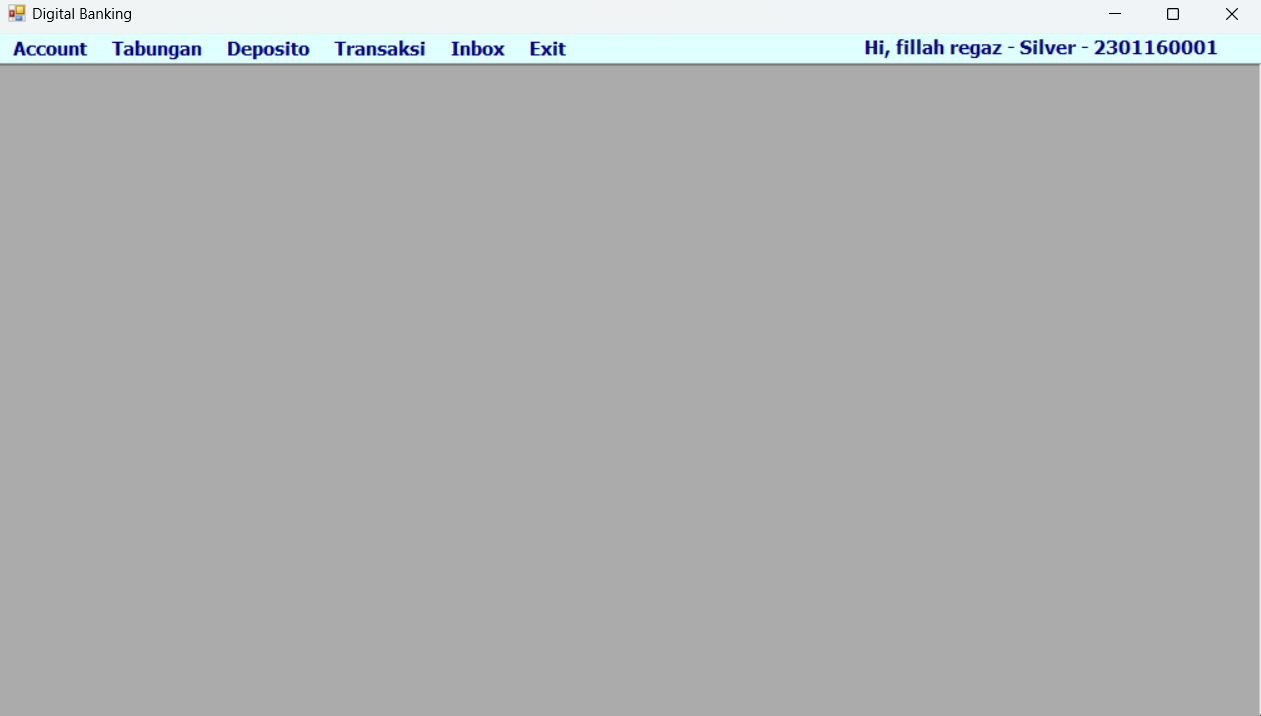 Digital Banking
Account Tabungan Deposito Transaksi Inbox Exit Hi, fillah regaz - Silver - 2301160001